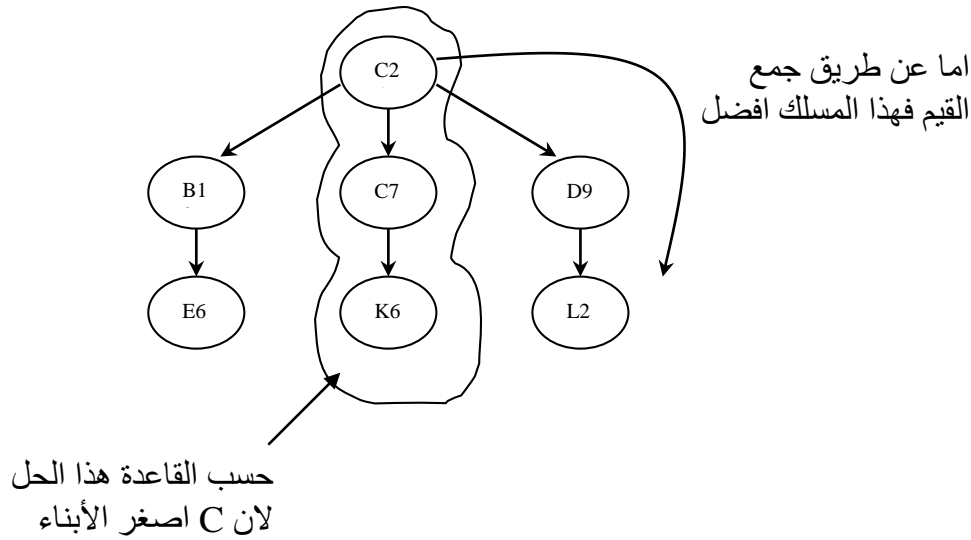 C2
اما عن طريق جمع
القيم فهذا المسلك افضل
B1
C7
D9
E6
K6
L2
حسب القاعدة هذا الحل
لان C اصغر الأبناء